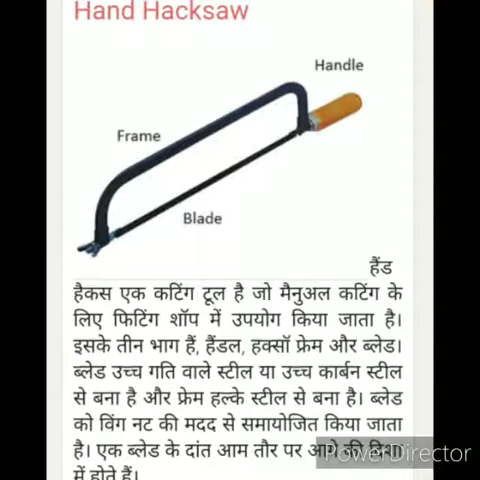 Hand Hacksaw
Handle
Frame
Blade
हैंड
हैकस एक कटिंग टूल है जो मैनुअल कटिंग के
लिए फिटिंग शॉप में उपयोग किया जाता है।
इसके तीन भाग हैं, हैंडल, हक्सॉ फ्रेम और ब्लेड।
ब्लेड उच्च गति वाले स्टील या उच्च कार्बन स्टील
से बना है और फ्रेम हल्के स्टील से बना है। ब्लेड
को विंग नट की मदद से समायोजित किया जाता
है। एक ब्लेड के दांत आम तौर पर आगे की दिशा
में होते हैं।
PowerDirector